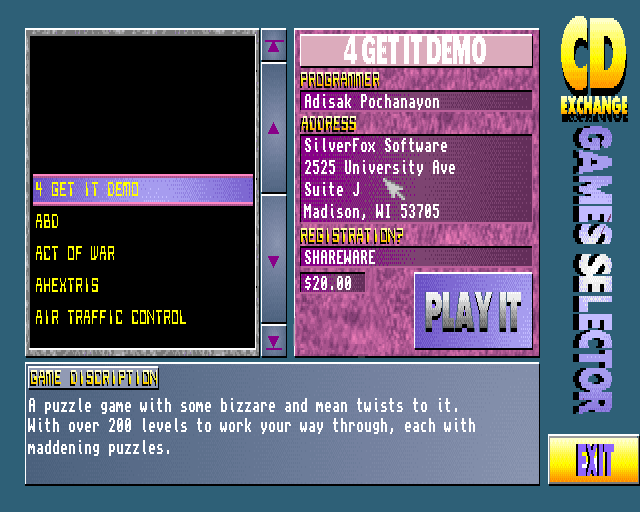 4 GET IT DEMO
ABD
ACT OF WAR
AHEXTRIS
AIR TRAFFIC CONTROL
4 GET IT DEMO
PROGRAMMER
Adisak Pochanayon
ADDRESS
SilverFox Software
2525 University Ave
Suite J
Madison, WI 53705
REGISTRATION?
SHAREWARE
$20.00
PLAY IT
CD
EXCHANGE
GAMES SELECTOR
GAME DISCRIPTION
A puzzle game with some bizzare and mean twists to it.
With over 200 levels to work your way through, each with
maddening puzzles.
EXIT